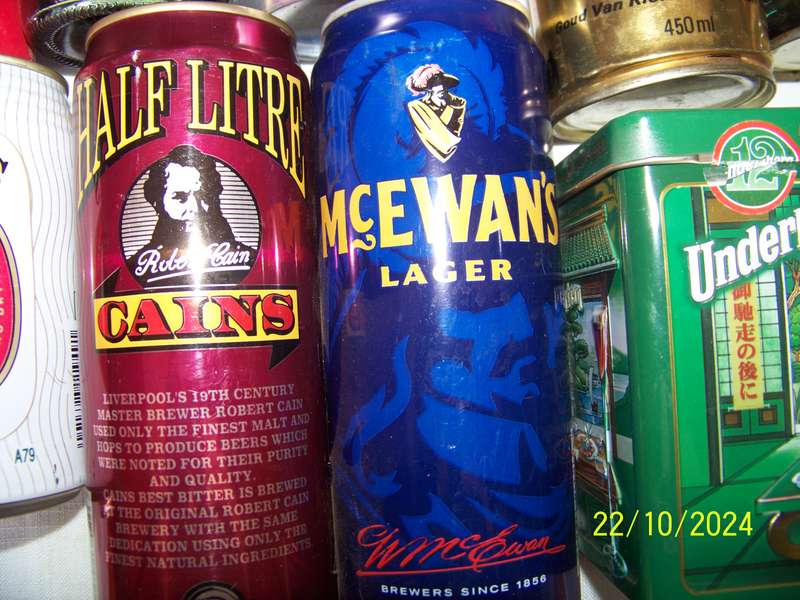 HALF LITRE
Robert Cain
CAINS
LIVERPOOL'S 19TH CENTURY
MASTER BREWER ROBERT CAIN
USED ONLY THE FINEST MALT AND
HOPS TO PRODUCE BEERS WHICH
WERE NOTED FOR THEIR PURITY
AND QUALITY.
CAINS BEST BITTER IS BREWED
AT THE ORIGINAL ROBERT CAIN
BREWERY WITH THE SAME
DEDICATION USING ONLY THE
FINEST NATURAL INGREDIENTS
McEWAN'S
LAGER
Wm McEwan
BREWERS SINCE 1856
Goud Van
450ml
12
Under
御馳走の後に
A79
22/10/2024